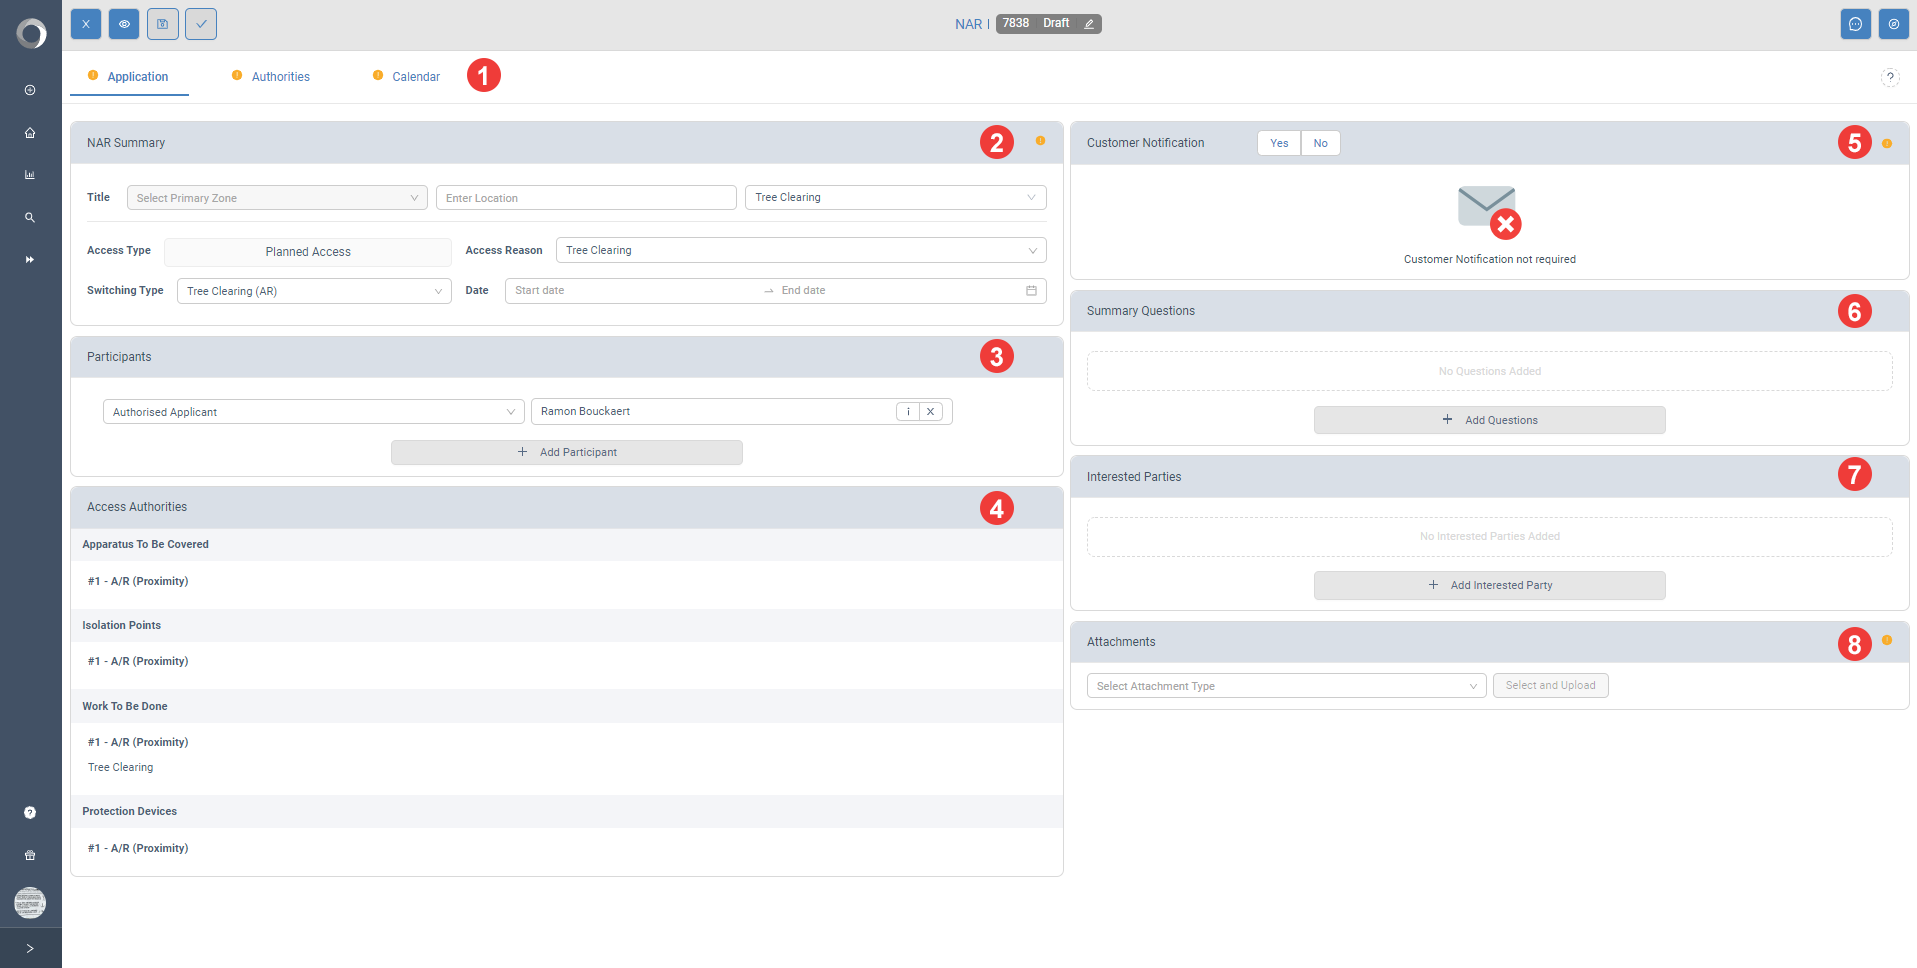 NAR | 7838 Draft
Application Authorities Calendar 1
?
NAR Summary 2
Title Select Primary Zone Enter Location Tree Clearing
Access Type Planned Access Access Reason Tree Clearing
Switching Type Tree Clearing (AR) Date Start date → End date
Participants 3
Authorised Applicant Ramon Bouckaert i X
+ Add Participant
Access Authorities 4
Apparatus To Be Covered
#1 - A/R (Proximity)
Isolation Points
#1 - A/R (Proximity)
Work To Be Done
#1 - A/R (Proximity)
Tree Clearing
Protection Devices
#1 - A/R (Proximity)
Customer Notification Yes No 5
Customer Notification not required
Summary Questions 6
No Questions Added
+ Add Questions
Interested Parties 7
No Interested Parties Added
+ Add Interested Party
Attachments 8
Select Attachment Type Select and Upload